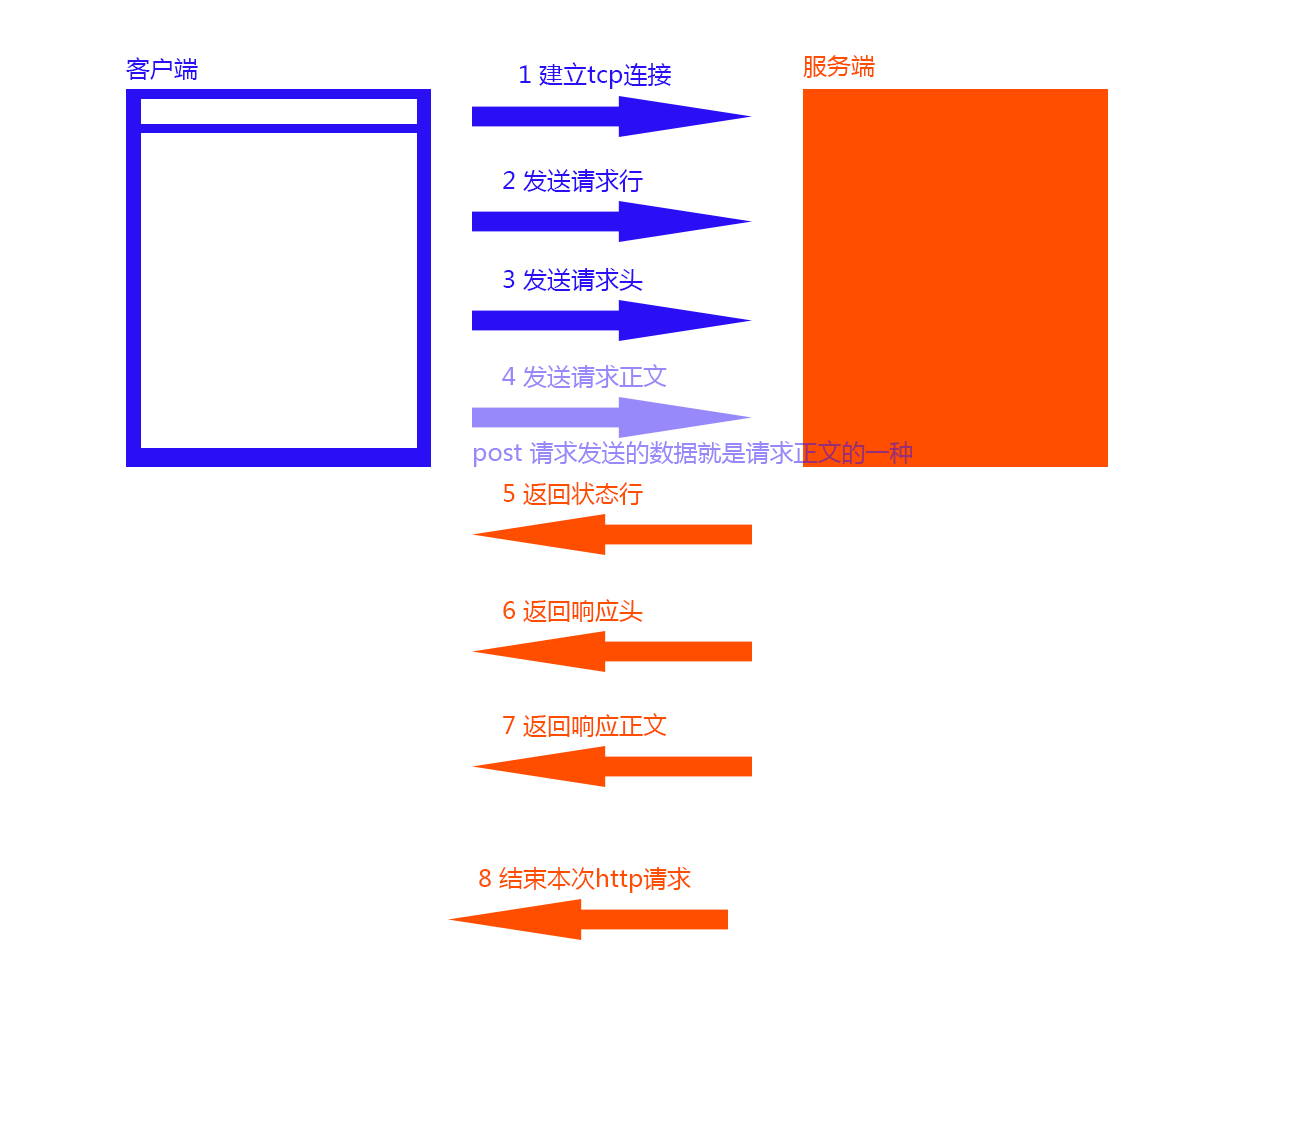 客户端
服务端
1 建立tcp连接
2 发送请求行
3 发送请求头
4 发送请求正文
post 请求发送的数据就是请求正文的一种
5 返回状态行
6 返回响应头
7 返回响应正文
8 结束本次http请求